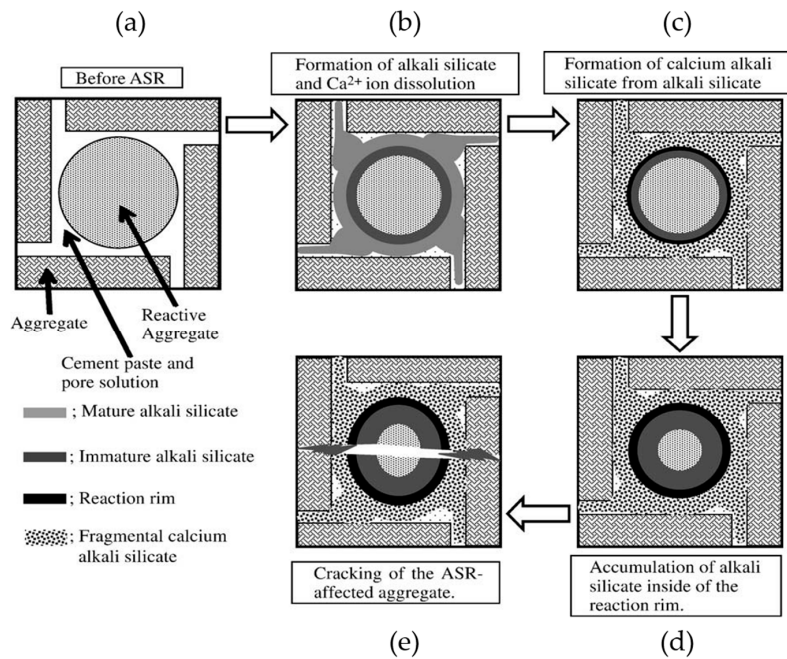 (a)
(b)
(c)
Before ASR
Formation of alkali silicate
and Ca²⁺ ion dissolution
Formation of calcium alkali
silicate from alkali silicate
Aggregate
Reactive
Aggregate
Cement paste and
pore solution
; Mature alkali silicate
; Immature alkali silicate
; Reaction rim
; Fragmental calcium
alkali silicate
Cracking of the ASR-
affected aggregate.
Accumulation of alkali
silicate inside of the
reaction rim.
(e)
(d)